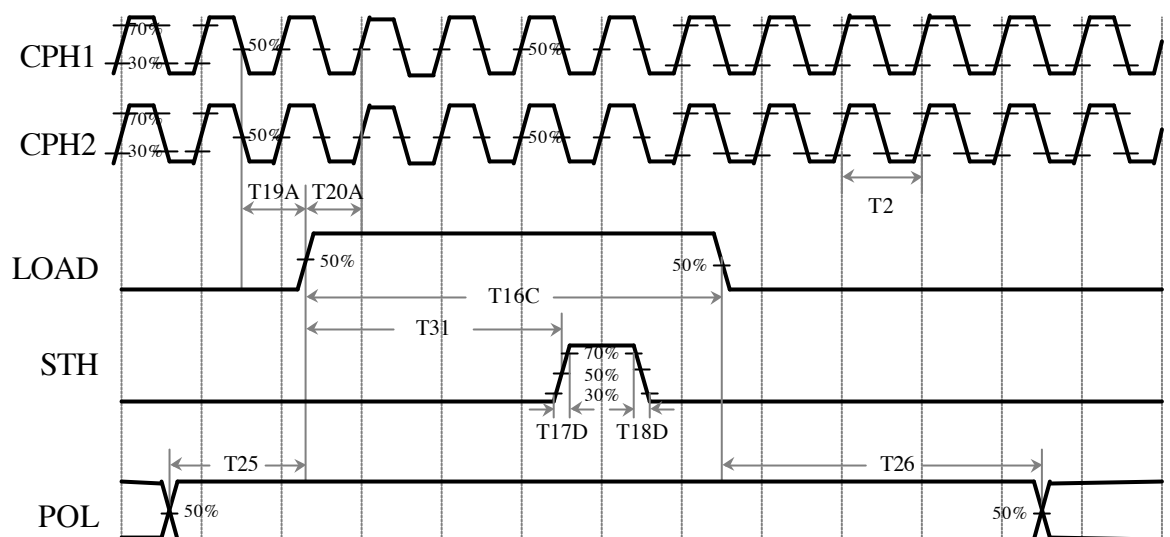 70%
CPH1
50%
50%
30%
70%
CPH2
50%
50%
30%
T19A
T20A
T2
LOAD
50%
50%
T16C
T31
STH
70%
50%
30%
T17D
T18D
T25
T26
POL
50%
50%